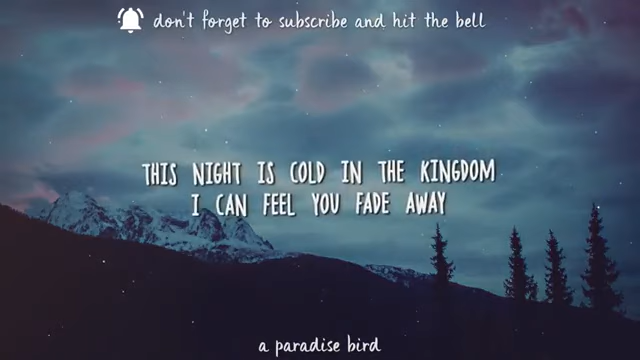 don't forget to subscribe and hit the bell
THIS NIGHT IS COLD IN THE KINGDOM
I CAN FEEL YOU FADE AWAY
a paradise bird